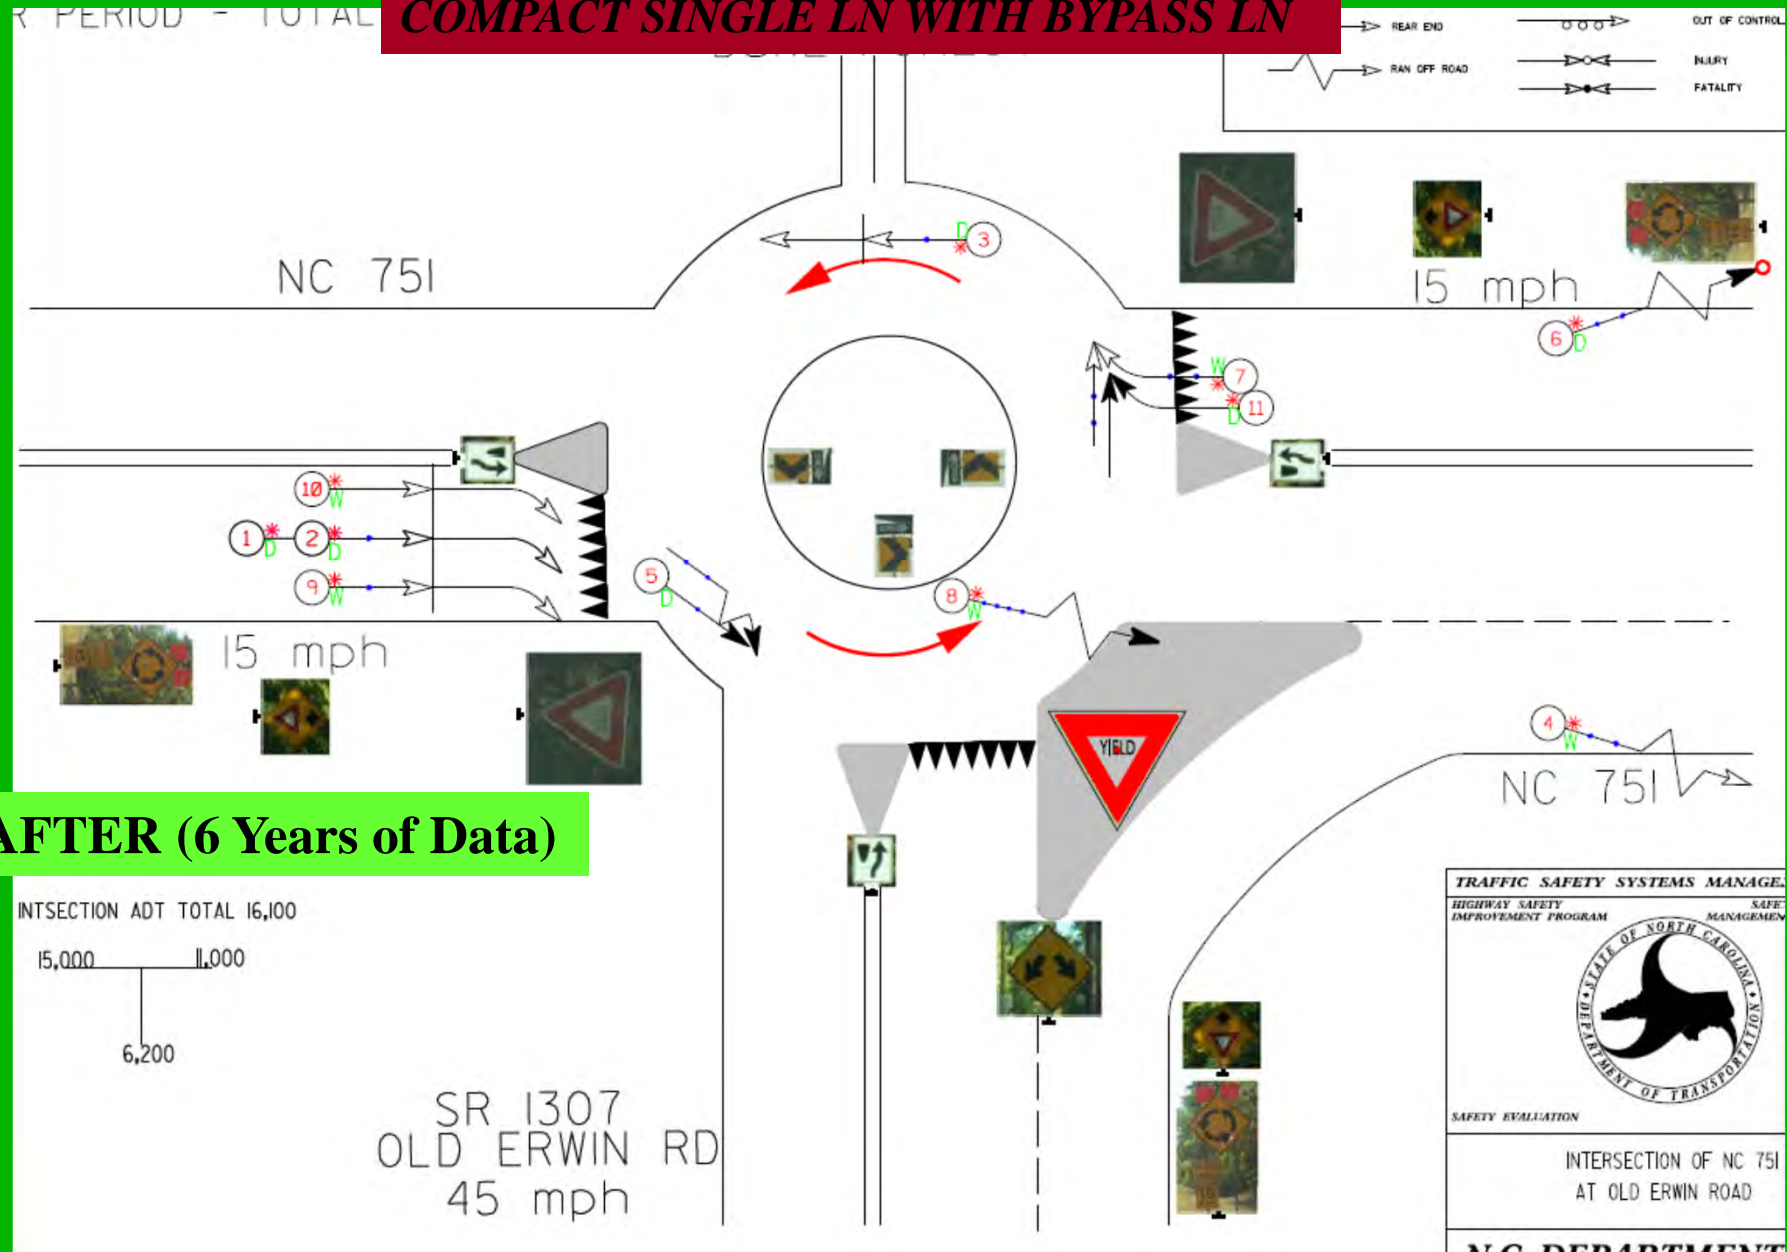 R PERIOD - TOTAL
COMPACT SINGLE LN WITH BYPASS LN
REAR END
OUT OF CONTROL
RAN OFF ROAD
INJURY
FATALITY
NC 751
D
3
15 mph
6
D
W
7
D
11
10
W
1
D
2
D
9
W
5
D
8
W
15 mph
YIELD
4
W
NC 751
AFTER (6 Years of Data)
INTSECTION ADT TOTAL 16,100
15,000
11,000
6,200
SR 1307
OLD ERWIN RD
45 mph
TRAFFIC SAFETY SYSTEMS MANAGE
HIGHWAY SAFETY
IMPROVEMENT PROGRAM
SAFE
MANAGEMEN
STATE OF NORTH CAROLINA
DEPARTMENT OF TRANSPORTATION
SAFETY EVALUATION
INTERSECTION OF NC 751
AT OLD ERWIN ROAD
N.C. DEPARTMENT